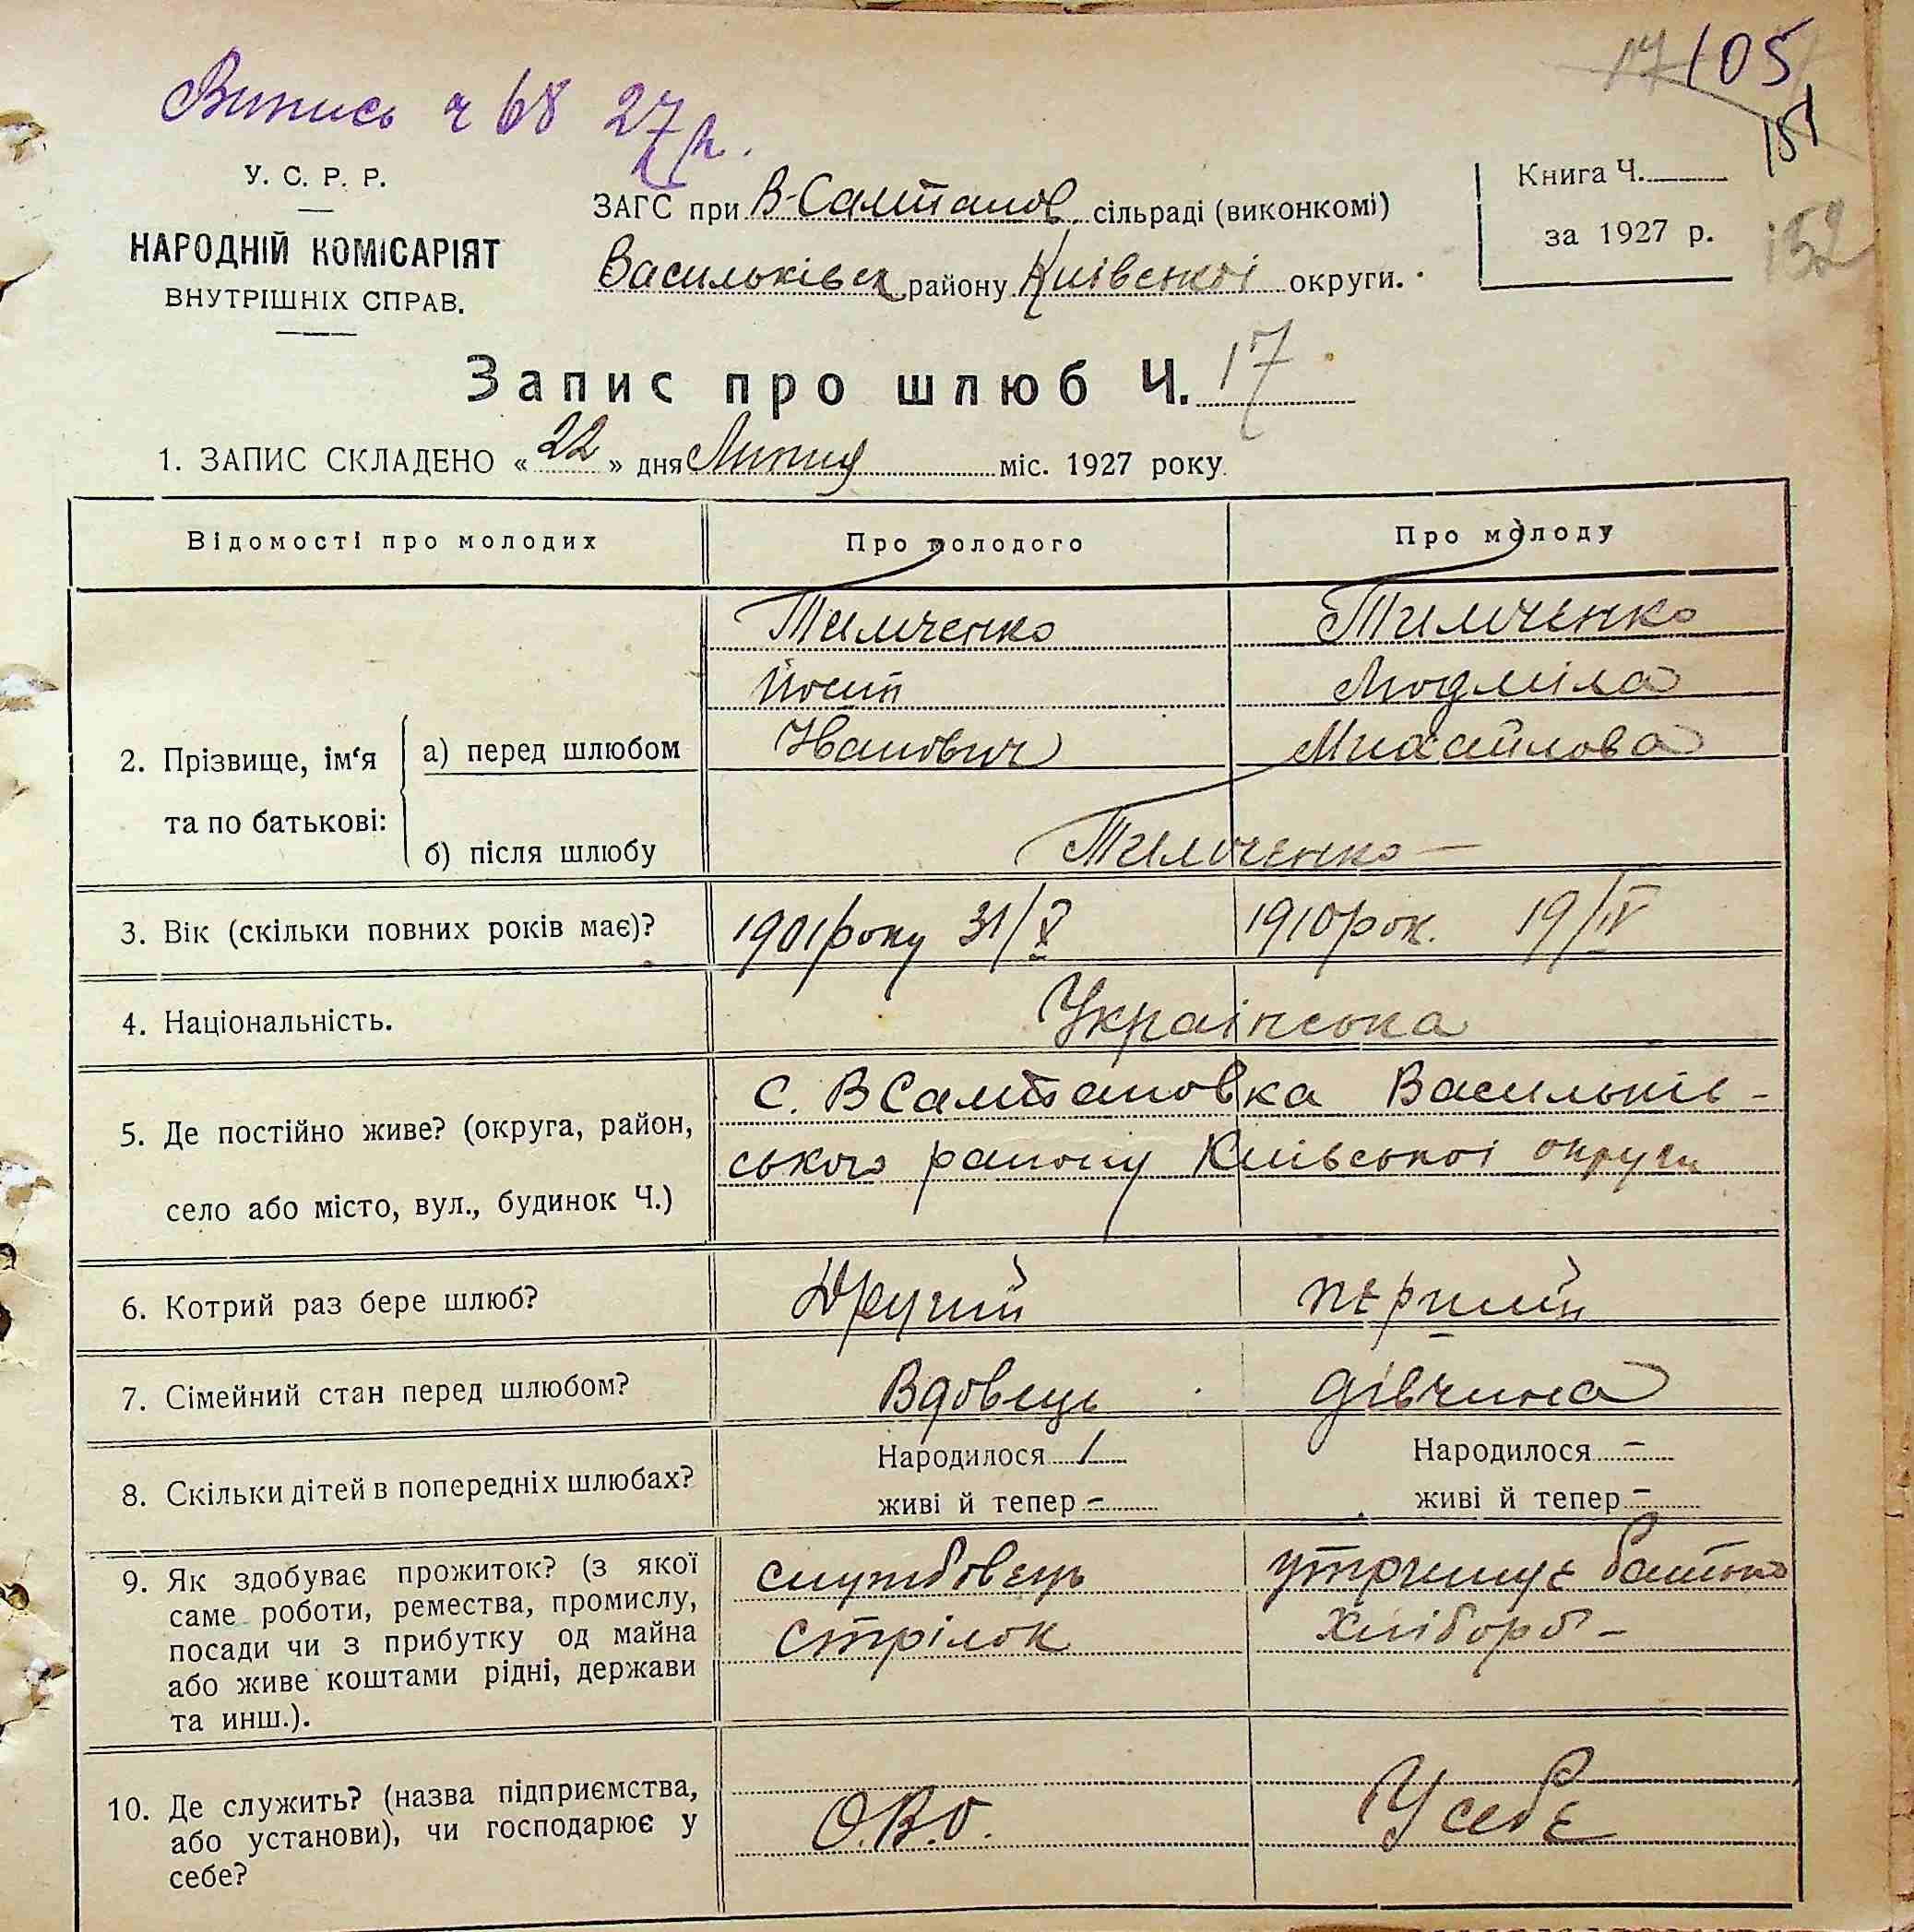 17 105
151
152
Випись ч 68 27 р.
У. С. Р. Р.
НАРОДНІЙ КОМІСАРІЯТ
ВНУТРІШНІХ СПРАВ.
ЗАГС при В-Салтанов. сільраді (виконкомі)
Васильківск району Київської округи.
Книга Ч.
за 1927 р.
Запис про шлюб Ч. 17
1. ЗАПИС СКЛАДЕНО « 22 » дня Липця міс. 1927 року.
Відомості про молодих Про молодого Про молоду
2. Прізвище, ім'я та по батькові:
а) перед шлюбом
Тимченко Тимченко
Йосип Людміла
Іванович Михайлова
б) після шлюбу Тимченко —
3. Вік (скільки повних років має)? 1901 року 31/X 1910 рок. 19/IV
4. Національність. Українська
5. Де постійно живе? (округа, район,
село або місто, вул., будинок Ч.)
с. В Салтановка Васильків-
ського району Київської округи
6. Котрий раз бере шлюб? Другий перший
7. Сімейний стан перед шлюбом? Вдовець дівчина
8. Скільки дітей в попередніх шлюбах?
Народилося 1 Народилося -
живі й тепер - живі й тепер -
9. Як здобуває прожиток? (з якої
саме роботи, ремества, промислу,
посади чи з прибутку од майна
або живе коштами рідні, держави
та инш.).
службовець утримує батько
стрілок хлібороб -
10. Де служить? (назва підприємства,
або установи), чи господарює у
себе?
О.В.О. У себе